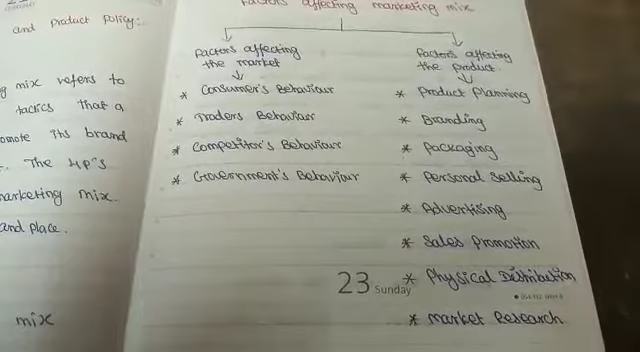 and Product Policy:-
mix refers to
tactics that a
its brand
The 4P's
marketing mix.
and place.
mix
Factors affecting marketing mix
Factors affecting
the market
* Consumer's Behaviour
* Traders Behaviour
* Competitor's Behaviour
* Government's Behaviour
Factors affecting
the product
* Product Planning
* Branding
* Packaging
* Personal Selling
* Advertising
* Sales Promotion
* Physical Distribution
* Market Research
23 Sunday